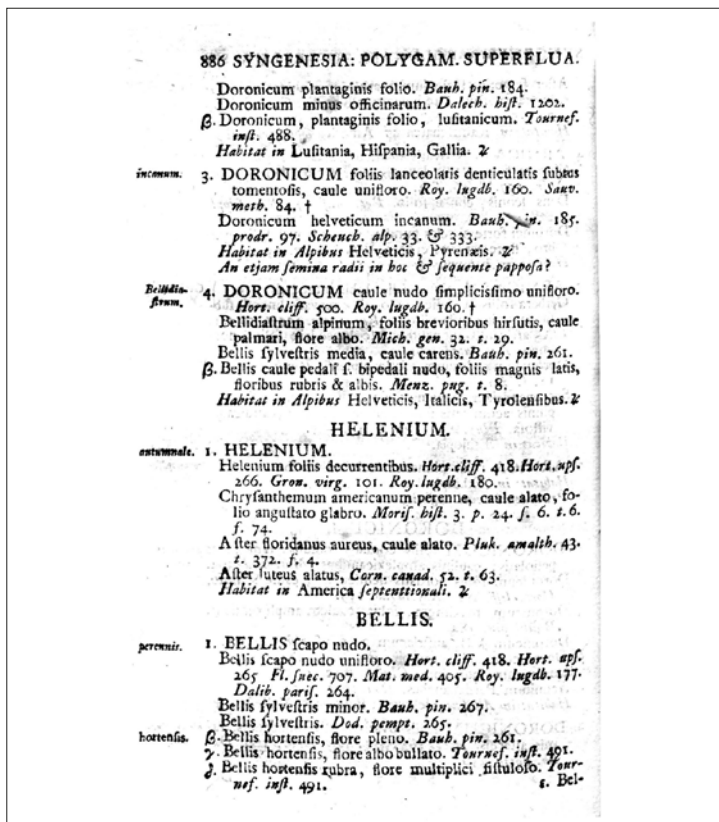 886 SYNGENESIA: POLYGAM. SUPERFLUA.
Doronicum plantaginis folio. Bauh. pin. 184.
Doronicum minus officinarum. Dalech. hiſt. 1202.
β. Doronicum, plantaginis folio, luſitanicum. Tournef.
inſt. 488.
Habitat in Luſitania, Hiſpania, Gallia. ♃
incanum. 3. DORONICUM foliis lanceolatis denticulatis ſubtus
tomentoſis, caule unifloro. Roy. lugdb. 160. Sauv.
meth. 84. †
Doronicum helveticum incanum. Bauh. pin. 185.
prodr. 97. Scheuch. alp. 33. & 333.
Habitat in Alpibus Helveticis, Pyrenæis. ♃
An etjam ſemina radii in hoc & ſequente pappoſa?
Bellidia- 4. DORONICUM caule nudo ſimplicisſimo unifloro.
ſtrum. Hort. cliff. 500. Roy. lugdb. 160. †
Bellidiaſtrum alpinum, foliis brevioribus hirſutis, caule
palmari, flore albo. Mich. gen. 32. t. 29.
Bellis ſylveſtris media, caule carens. Bauh. pin. 261.
β. Bellis caule pedali ſ. bipedali nudo, foliis magnis latis,
floribus rubris & albis. Menz. pug. t. 8.
Habitat in Alpibus Helveticis, Italicis, Tyrolenſibus. ♃
HELENIUM.
autumnale. 1. HELENIUM.
Helenium foliis decurrentibus. Hort. cliff. 418. Hort. upſ.
266. Gron. virg. 101. Roy. lugdb. 180.
Chryſanthemum americanum perenne, caule alato, fo-
lio anguſtato glabro. Moriſ. hiſt. 3. p. 24. ſ. 6. t. 6.
f. 74.
Aſter floridanus aureus, caule alato. Pluk. amalth. 43.
t. 372. f. 4.
Aſter luteus alatus, Corn. canad. 52. t. 63.
Habitat in America ſeptenttionali. ♃
BELLIS.
perennis. 1. BELLIS ſcapo nudo.
Bellis ſcapo nudo unifloro. Hort. cliff. 418. Hort. upſ.
265 Fl. ſuec. 707. Mat. med. 405. Roy. lugdb. 177.
Dalib. pariſ. 264.
Bellis ſylveſtris minor. Bauh. pin. 267.
Bellis ſylveſtris. Dod. pempt. 265.
hortenſis. β. Bellis hortenſis, flore pleno. Bauh. pin. 261.
γ. Bellis hortenſis, flore albo bullato. Tournef. inſt. 491.
δ. Bellis hortenſis rubra, flore multiplici fiſtuloſo. Tour-
nef. inſt. 491.
ε. Bel-